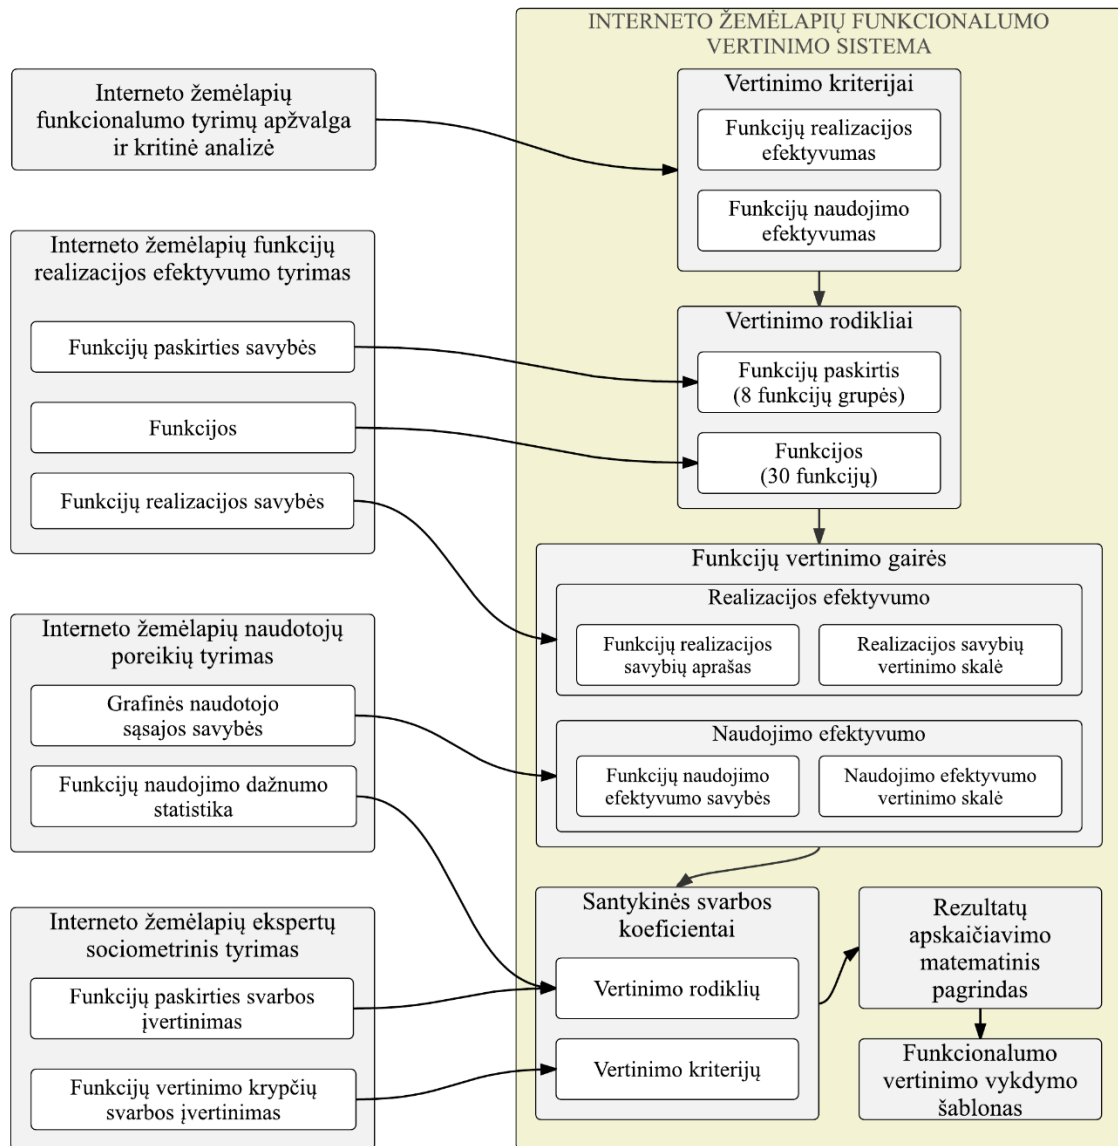 INTERNETO ŽEMĖLAPIŲ FUNKCIONALUMO
VERTINIMO SISTEMA
Interneto žemėlapių
funkcionalumo tyrimų apžvalga
ir kritinė analizė
Vertinimo kriterijai
Funkcijų realizacijos
efektyvumas
Funkcijų naudojimo
efektyvumas
Interneto žemėlapių funkcijų
realizacijos efektyvumo tyrimas
Funkcijų paskirties savybės
Funkcijos
Funkcijų realizacijos savybės
Vertinimo rodikliai
Funkcijų paskirtis
(8 funkcijų grupės)
Funkcijos
(30 funkcijų)
Funkcijų vertinimo gairės
Realizacijos efektyvumo
Funkcijų realizacijos
savybių aprašas
Realizacijos savybių
vertinimo skalė
Naudojimo efektyvumo
Funkcijų naudojimo
efektyvumo savybės
Naudojimo efektyvumo
vertinimo skalė
Interneto žemėlapių naudotojų
poreikių tyrimas
Grafinės naudotojo
sąsajos savybės
Funkcijų naudojimo dažnumo
statistika
Interneto žemėlapių ekspertų
sociometrinis tyrimas
Funkcijų paskirties svarbos
įvertinimas
Funkcijų vertinimo krypčių
svarbos įvertinimas
Santykinės svarbos
koeficientai
Vertinimo rodiklių
Vertinimo kriterijų
Rezultatų
apskaičiavimo
matematinis
pagrindas
Funkcionalumo
vertinimo vykdymo
šablonas